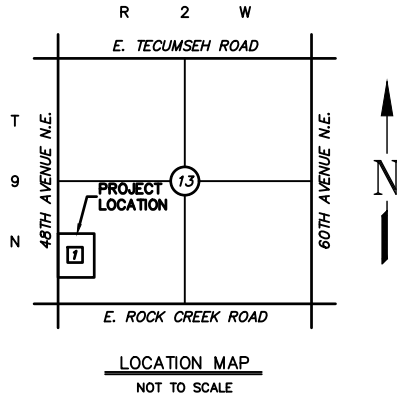 R 2 W
E. TECUMSEH ROAD
T
9
N
48TH AVENUE N.E.
60TH AVENUE N.E.
13
PROJECT
LOCATION
1
N
E. ROCK CREEK ROAD
LOCATION MAP
NOT TO SCALE